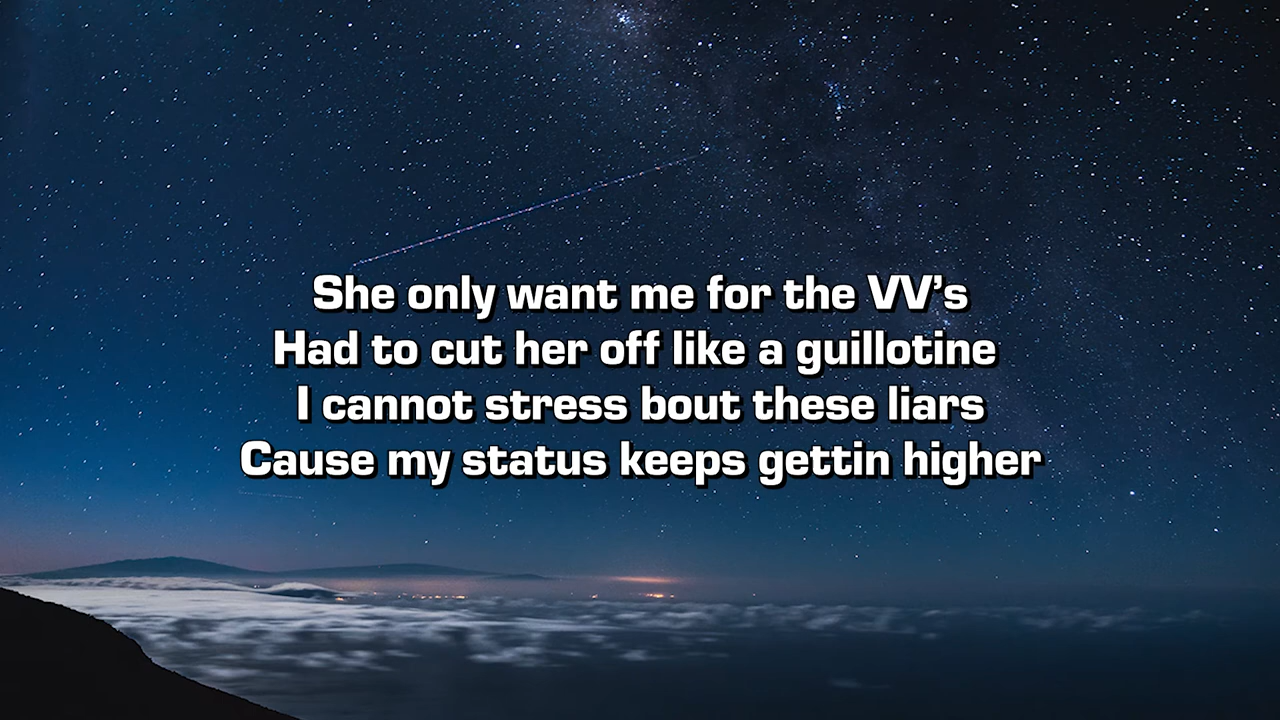 She only want me for the VV’s
Had to cut her off like a guillotine
I cannot stress bout these liars
Cause my status keeps gettin higher